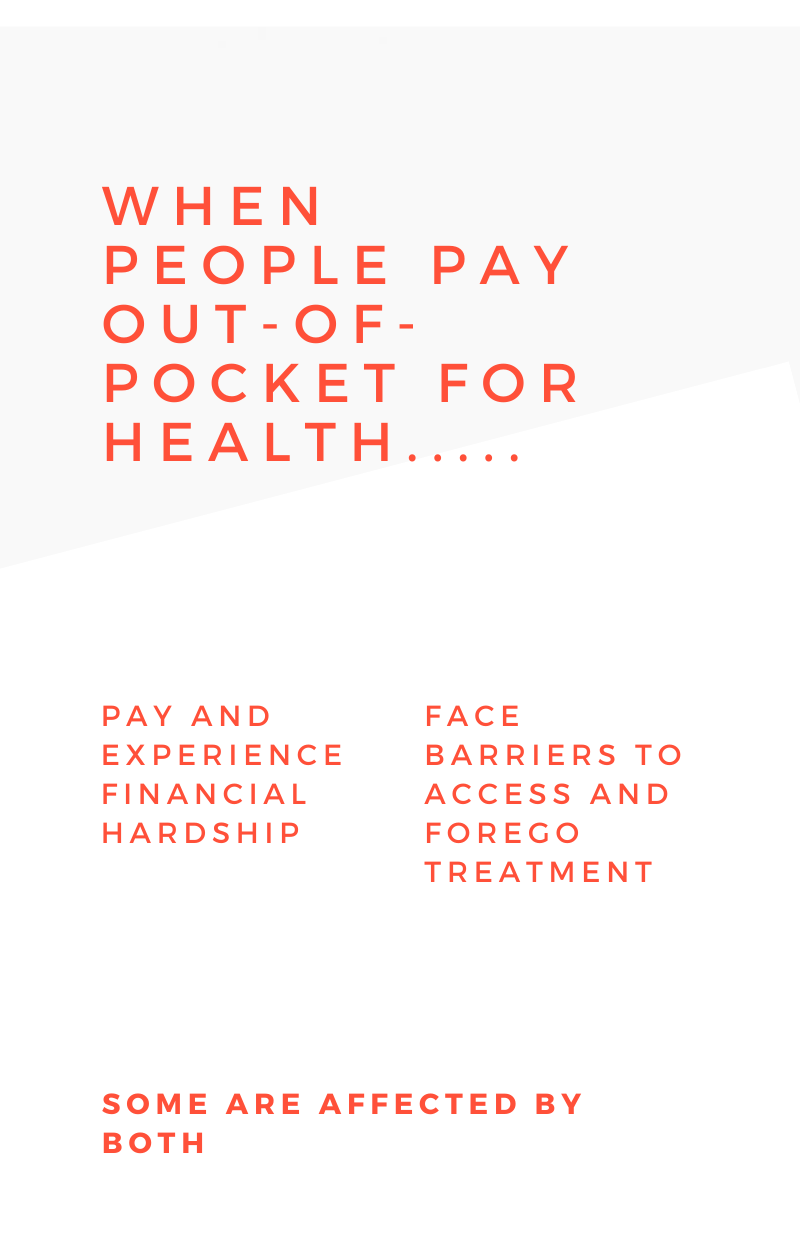 WHEN
PEOPLE PAY
OUT-OF-
POCKET FOR
HEALTH.....
PAY AND
EXPERIENCE
FINANCIAL
HARDSHIP
FACE
BARRIERS TO
ACCESS AND
FOREGO
TREATMENT
SOME ARE AFFECTED BY
BOTH